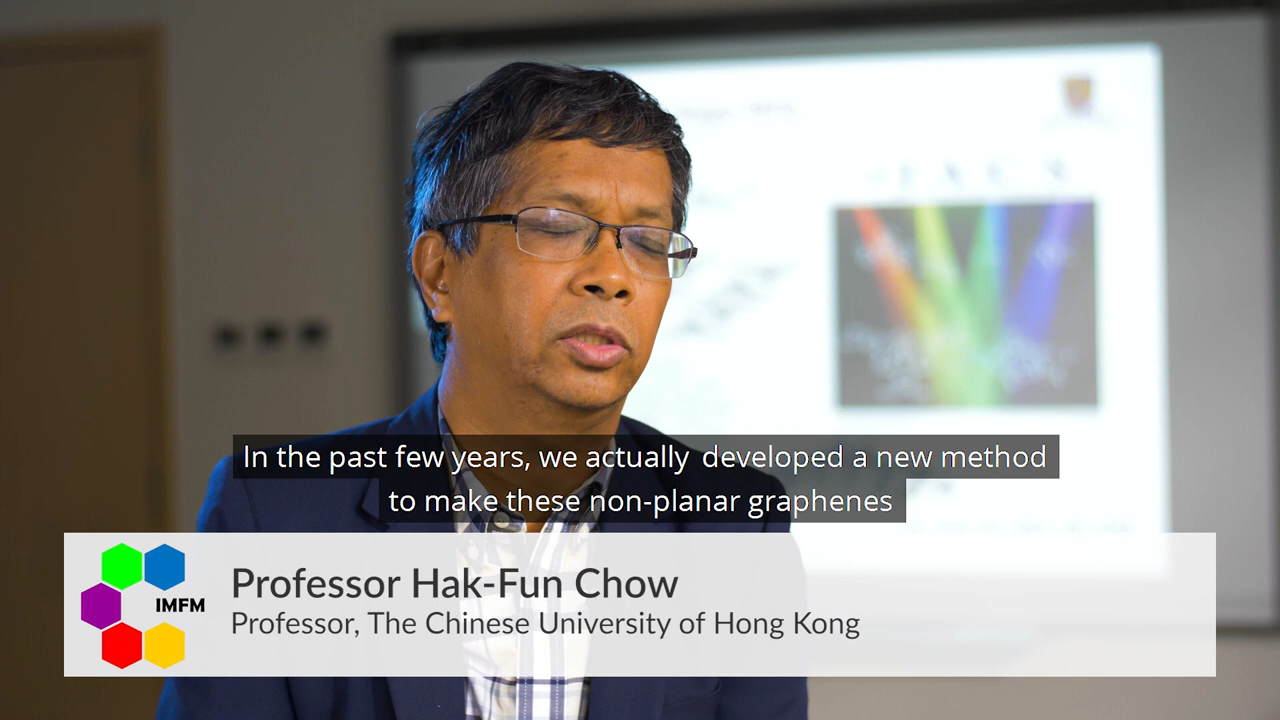 In the past few years, we actually developed a new method
to make these non-planar graphenes
IMFM
Professor Hak-Fun Chow
Professor, The Chinese University of Hong Kong